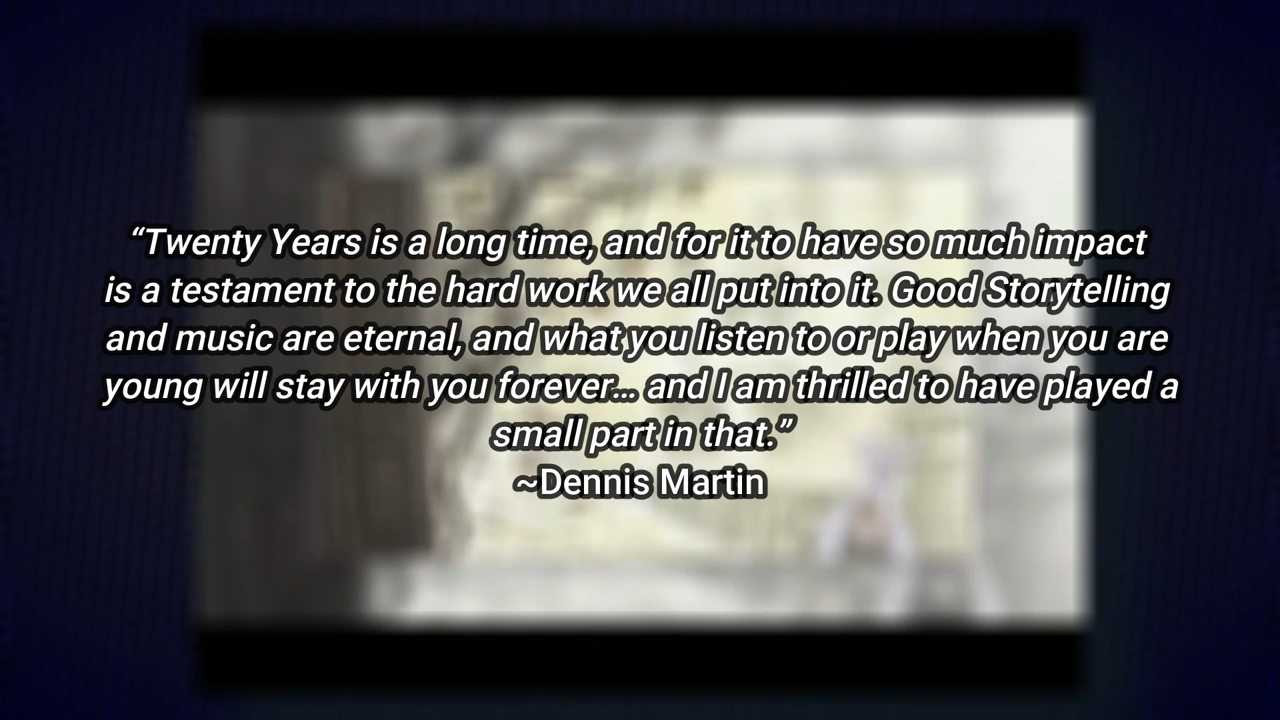 “Twenty Years is a long time, and for it to have so much impact
is a testament to the hard work we all put into it. Good Storytelling
and music are eternal, and what you listen to or play when you are
young will stay with you forever... and I am thrilled to have played a
small part in that.”
~Dennis Martin